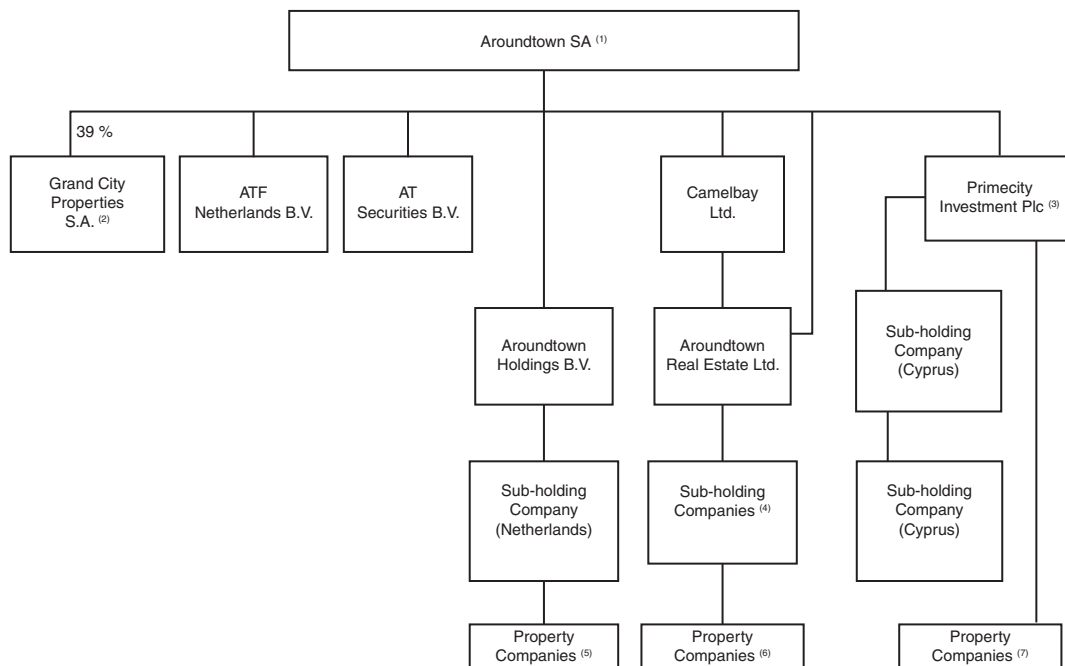 Aroundtown SA (1)
39 %
Grand City
Properties
S.A. (2)
ATF
Netherlands B.V.
AT
Securities B.V.
Camelbay
Ltd.
Primecity
Investment Plc (3)
Aroundtown
Holdings B.V.
Aroundtown
Real Estate Ltd.
Sub-holding
Company
(Cyprus)
Sub-holding
Company
(Netherlands)
Sub-holding
Companies (4)
Sub-holding
Company
(Cyprus)
Property
Companies (5)
Property
Companies (6)
Property
Companies (7)